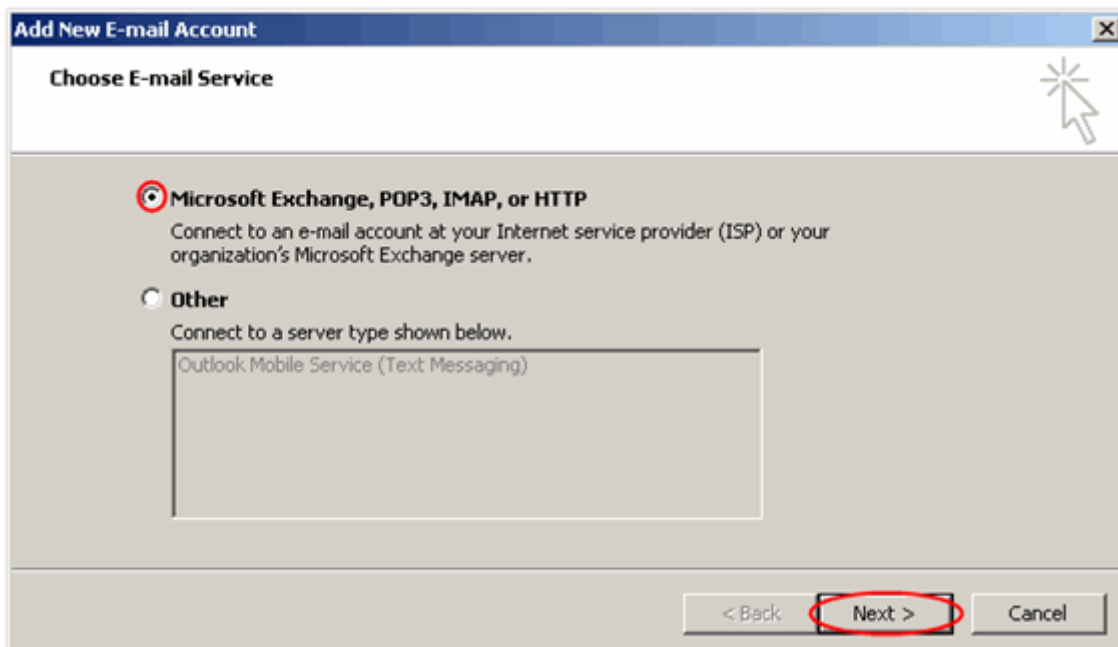 Add New E-mail Account
Choose E-mail Service
Microsoft Exchange, POP3, IMAP, or HTTP
Connect to an e-mail account at your Internet service provider (ISP) or your
organization's Microsoft Exchange server.
Other
Connect to a server type shown below.
Outlook Mobile Service (Text Messaging)
< Back Next > Cancel